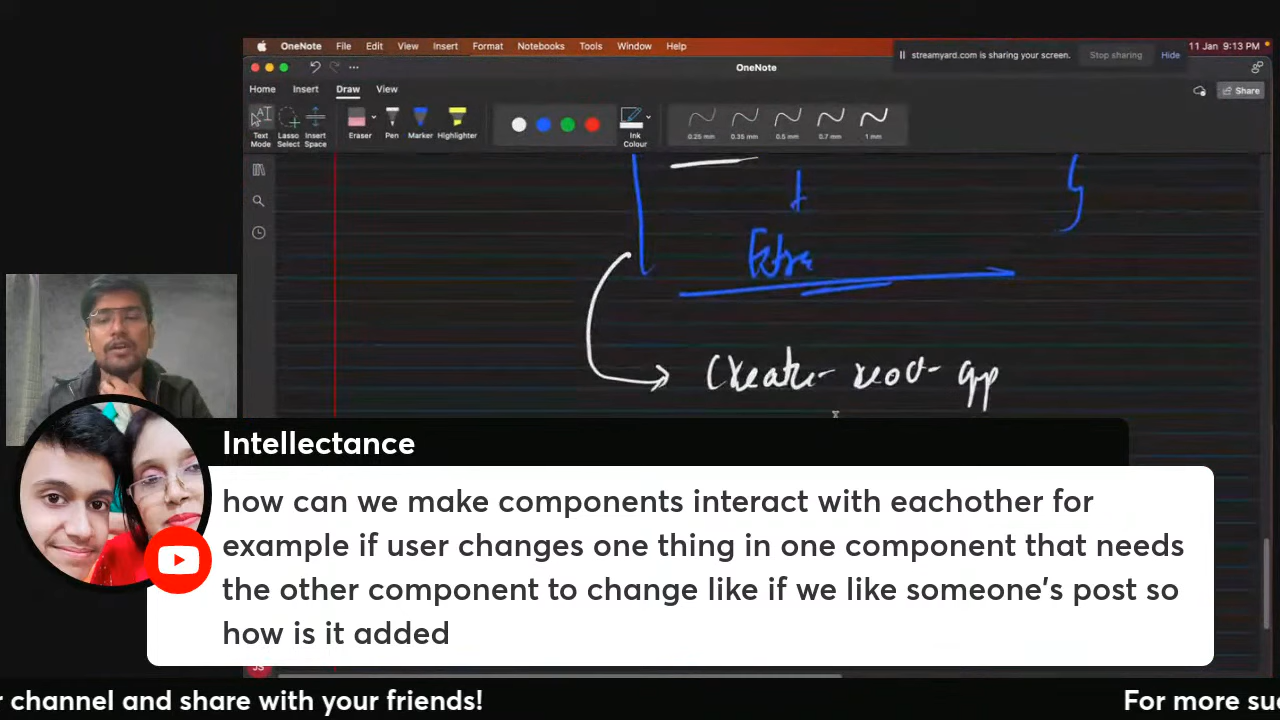 OneNote File Edit View Insert Format Notebooks Tools Window Help
streamyard.com is sharing your screen. Stop sharing Hide
11 Jan 9:13 PM
OneNote
Home Insert Draw View
Share
Text Mode
Lasso Select
Insert Space
Eraser
Pen
Marker
Highlighter
Ink Colour
0.25 mm 0.35 mm 0.5 mm 0.7 mm 1 mm
create-react-app
Intellectance
how can we make components interact with eachother for
example if user changes one thing in one component that needs
the other component to change like if we like someone's post so
how is it added
JS
r channel and share with your friends!
For more su